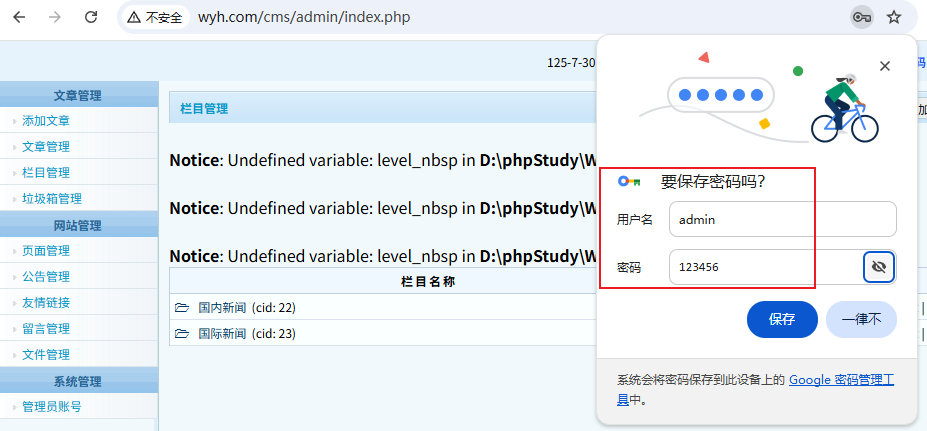 不安全 wyh.com/cms/admin/index.php
125-7-30
码
文章管理
添加文章
文章管理
栏目管理
垃圾箱管理
网站管理
页面管理
公告管理
友情链接
留言管理
文件管理
系统管理
管理员账号
栏目管理
加
Notice: Undefined variable: level_nbsp in D:\phpStudy\W
Notice: Undefined variable: level_nbsp in D:\phpStudy\W
Notice: Undefined variable: level_nbsp in D:\phpStudy\W
栏目名称
国内新闻 (cid: 22)
国际新闻 (cid: 23)
要保存密码吗?
用户名 admin
密码 123456
保存 一律不
系统会将密码保存到此设备上的 Google 密码管理工
具中。